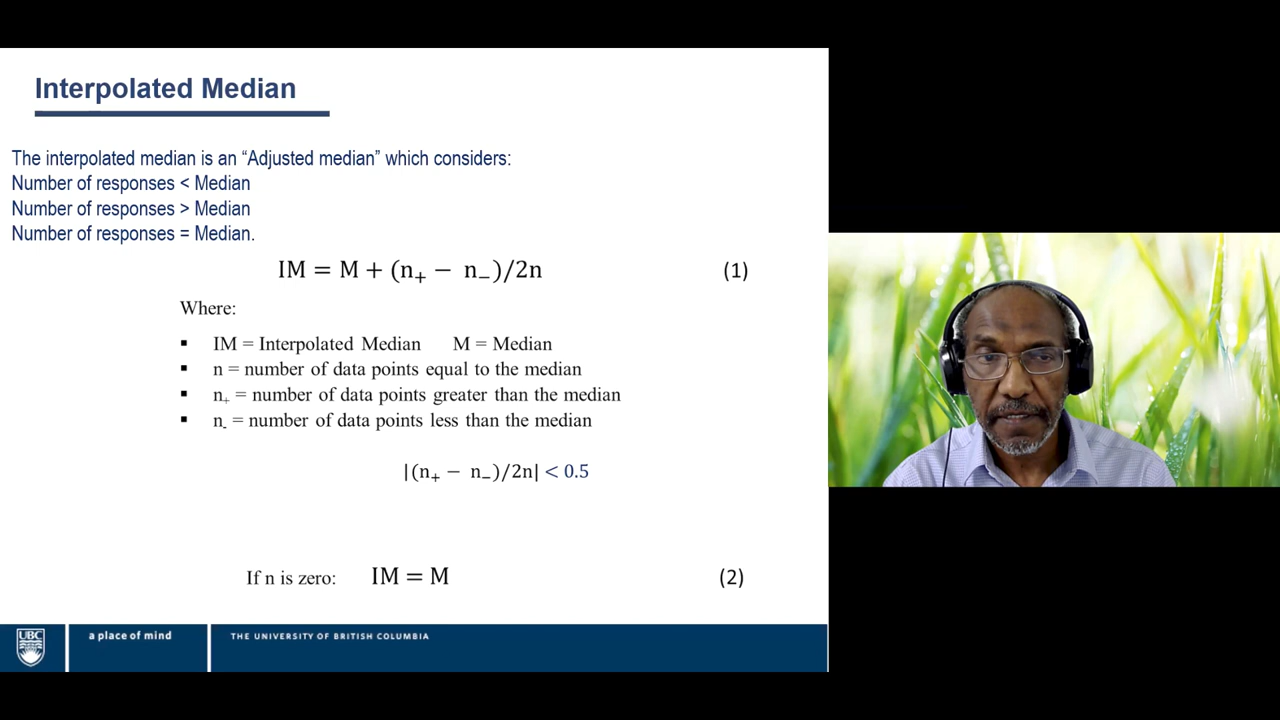 Interpolated Median
The interpolated median is an “Adjusted median” which considers:
Number of responses < Median
Number of responses > Median
Number of responses = Median.
IM = M + (n₊ − n₋)/2n (1)
Where:
▪ IM = Interpolated Median M = Median
▪ n = number of data points equal to the median
▪ n₊ = number of data points greater than the median
▪ n₋ = number of data points less than the median
|(n₊ − n₋)/2n| < 0.5
If n is zero: IM = M (2)
UBC a place of mind THE UNIVERSITY OF BRITISH COLUMBIA